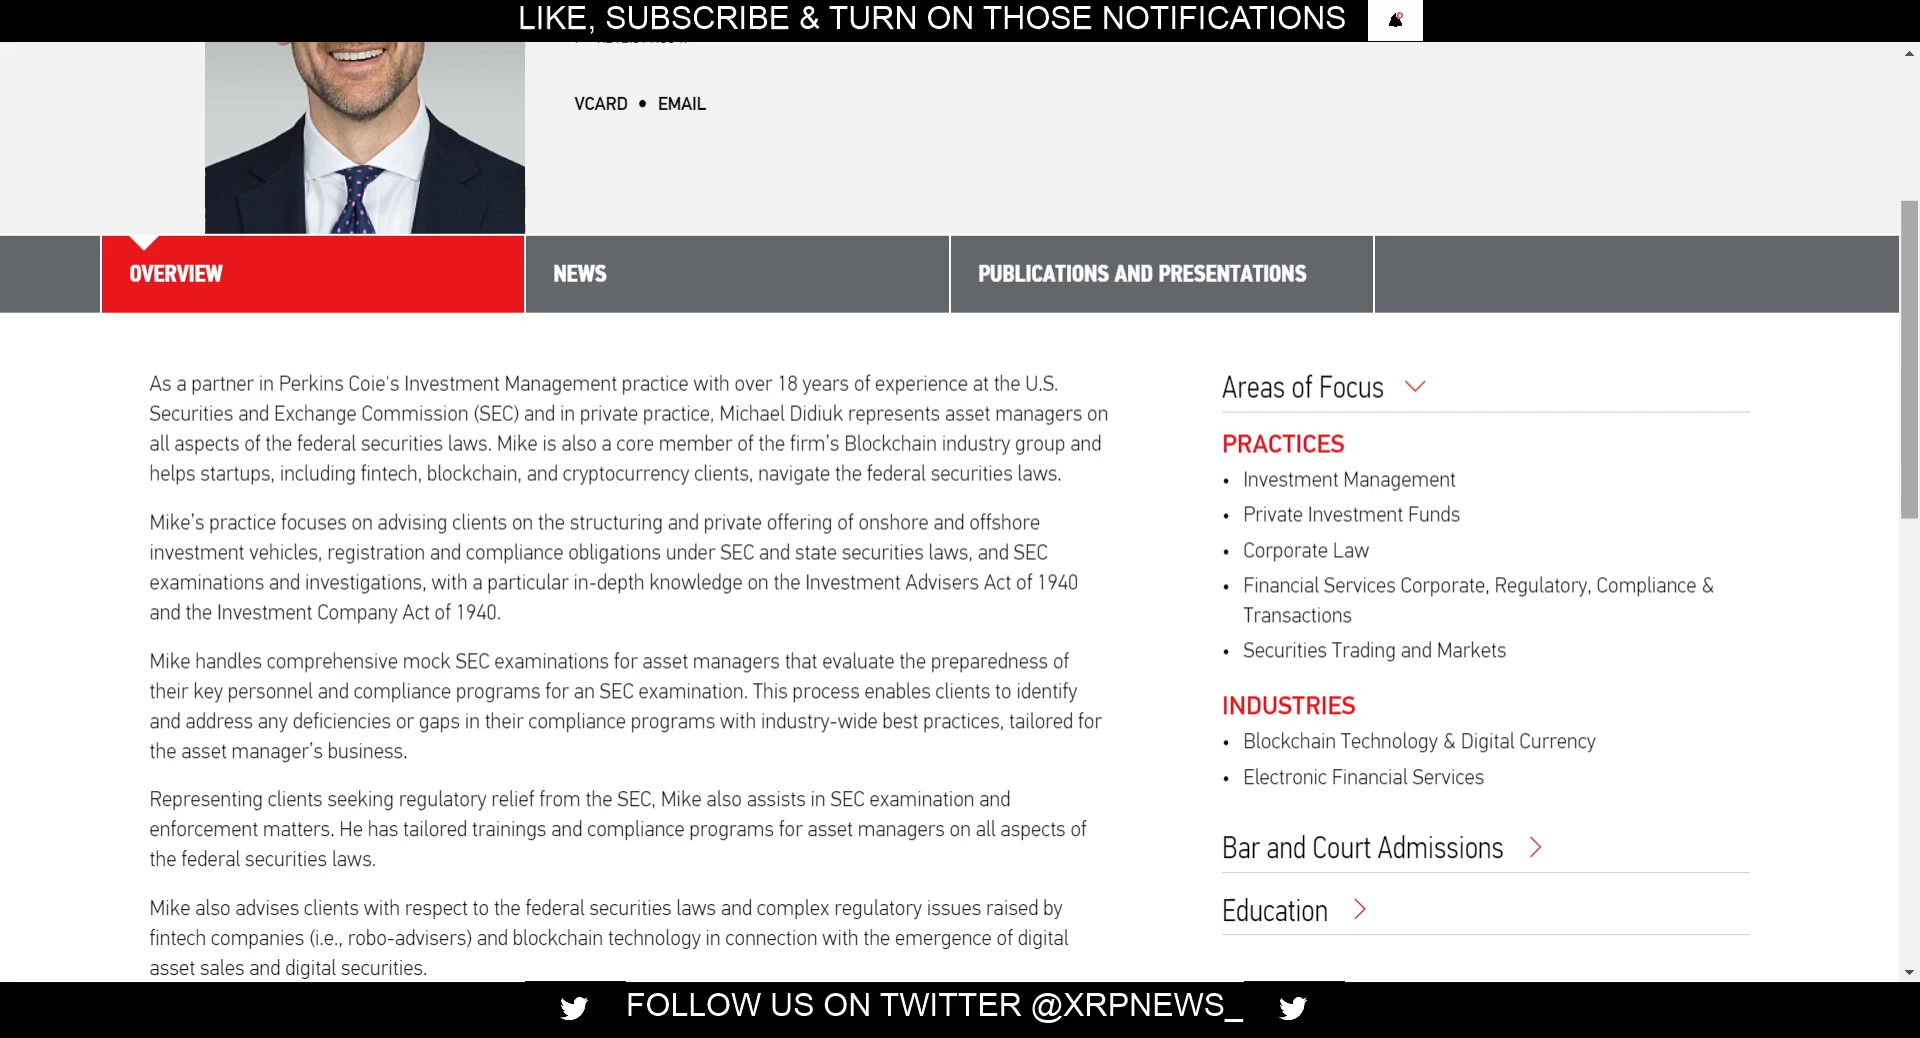 LIKE, SUBSCRIBE & TURN ON THOSE NOTIFICATIONS
VCARD • EMAIL
OVERVIEW
NEWS
PUBLICATIONS AND PRESENTATIONS
As a partner in Perkins Coie's Investment Management practice with over 18 years of experience at the U.S.
Securities and Exchange Commission (SEC) and in private practice, Michael Didiuk represents asset managers on
all aspects of the federal securities laws. Mike is also a core member of the firm’s Blockchain industry group and
helps startups, including fintech, blockchain, and cryptocurrency clients, navigate the federal securities laws.
Mike’s practice focuses on advising clients on the structuring and private offering of onshore and offshore
investment vehicles, registration and compliance obligations under SEC and state securities laws, and SEC
examinations and investigations, with a particular in-depth knowledge on the Investment Advisers Act of 1940
and the Investment Company Act of 1940.
Mike handles comprehensive mock SEC examinations for asset managers that evaluate the preparedness of
their key personnel and compliance programs for an SEC examination. This process enables clients to identify
and address any deficiencies or gaps in their compliance programs with industry-wide best practices, tailored for
the asset manager’s business.
Representing clients seeking regulatory relief from the SEC, Mike also assists in SEC examination and
enforcement matters. He has tailored trainings and compliance programs for asset managers on all aspects of
the federal securities laws.
Mike also advises clients with respect to the federal securities laws and complex regulatory issues raised by
fintech companies (i.e., robo-advisers) and blockchain technology in connection with the emergence of digital
asset sales and digital securities.
Areas of Focus
PRACTICES
• Investment Management
• Private Investment Funds
• Corporate Law
• Financial Services Corporate, Regulatory, Compliance &
Transactions
• Securities Trading and Markets
INDUSTRIES
• Blockchain Technology & Digital Currency
• Electronic Financial Services
Bar and Court Admissions
Education
FOLLOW US ON TWITTER @XRPNEWS_